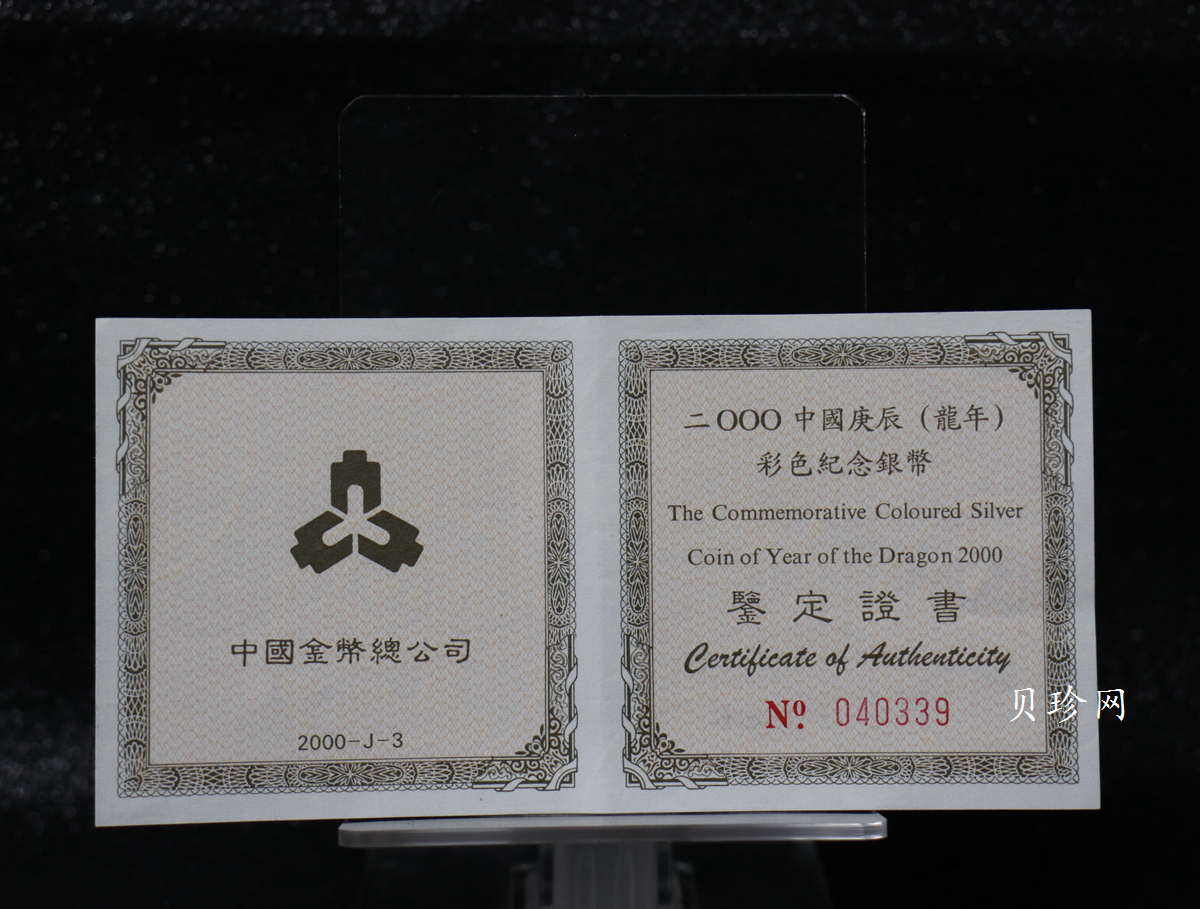 中國金幣總公司
2000-J-3
二OOO 中國庚辰（龍年）
彩色紀念銀幣
The Commemorative Coloured Silver
Coin of Year of the Dragon 2000
鑒定證書
Certificate of Authenticity
Nº. 040339
贝珍网